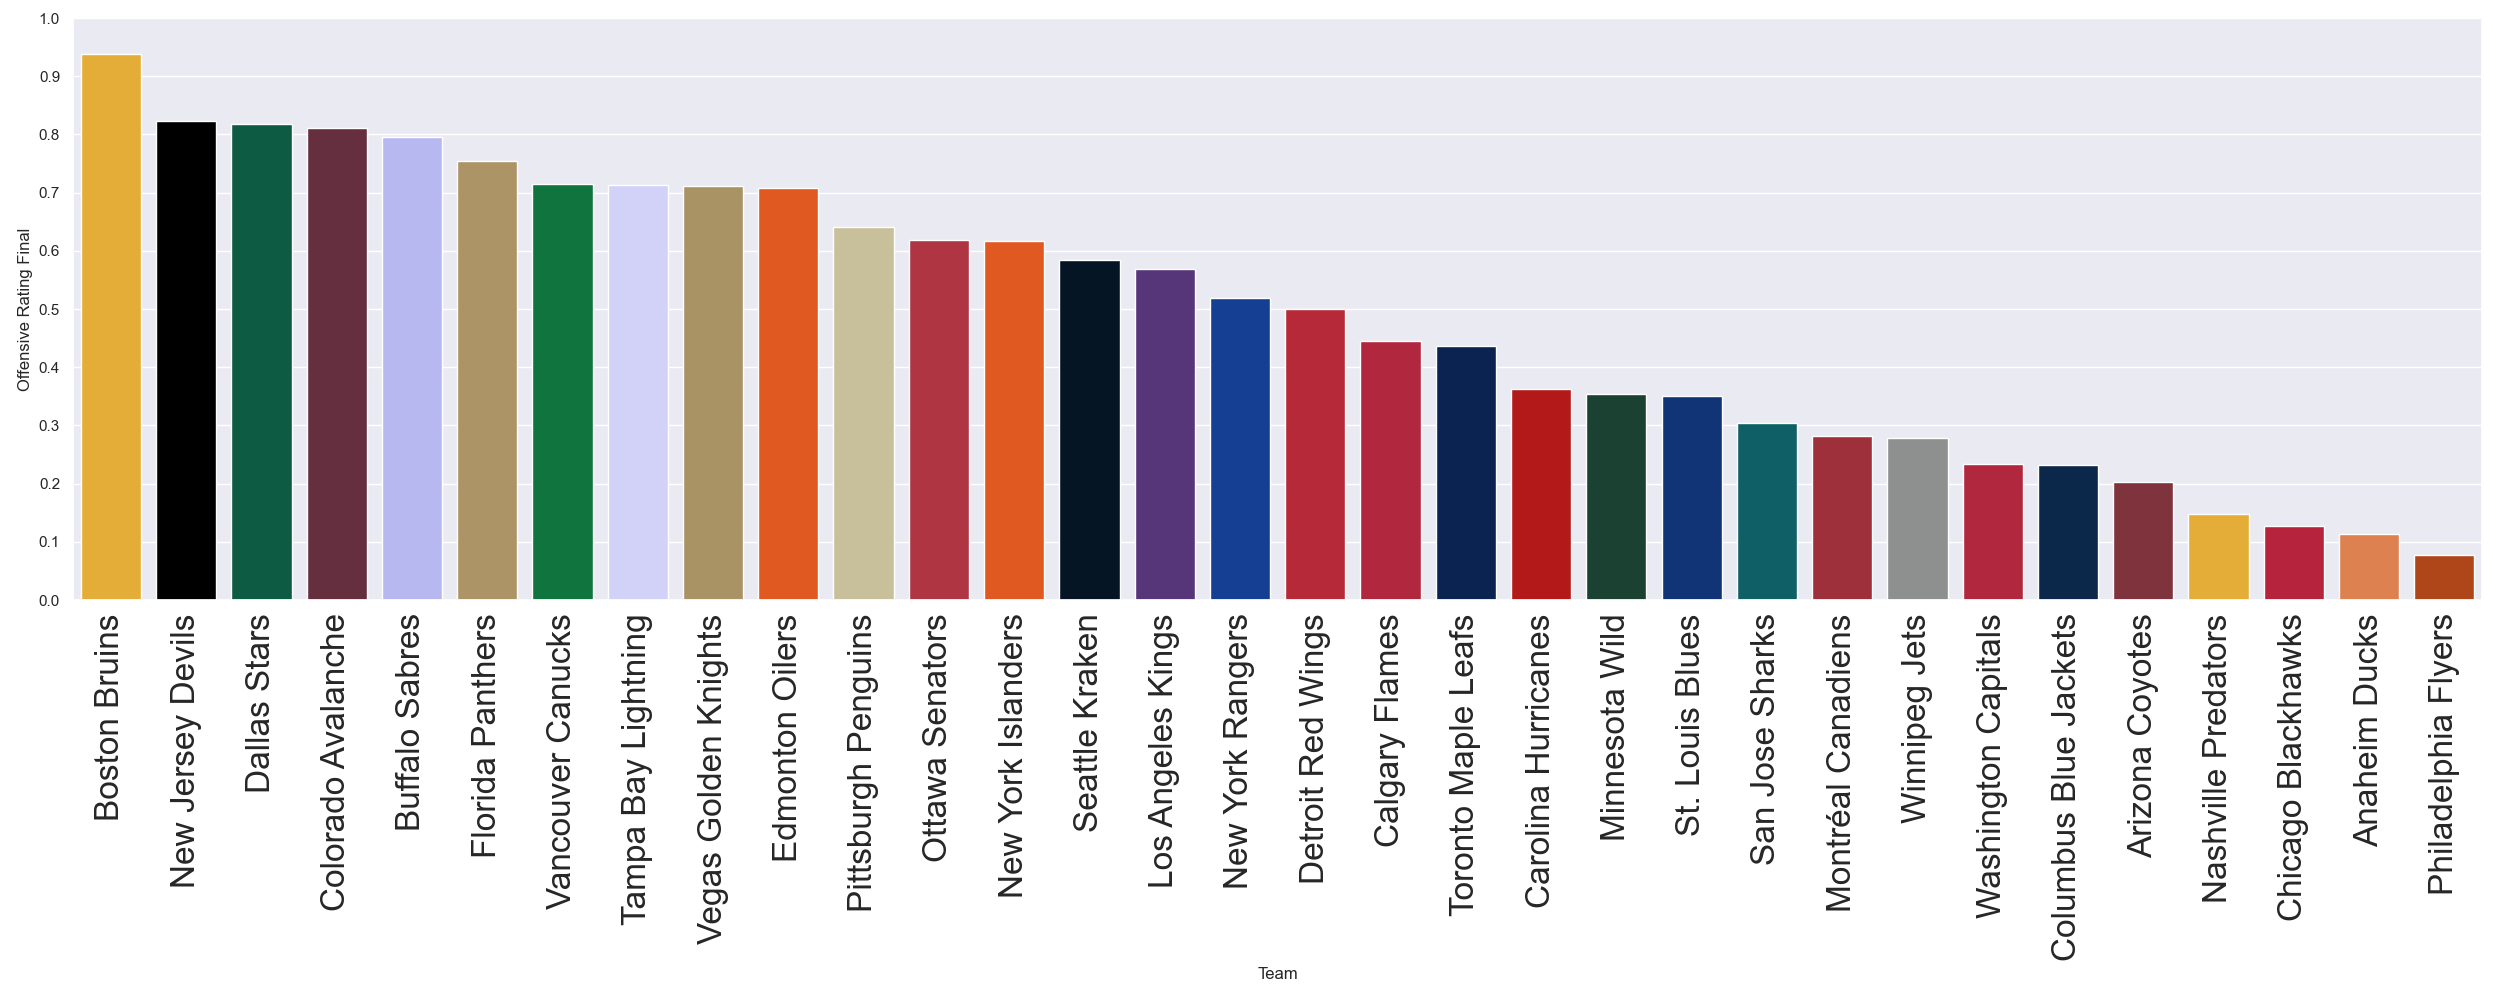 1.0
0.9
0.8
0.7
0.6
0.5
0.4
0.3
0.2
0.1
0.0
Offensive Rating Final
Boston Bruins
New Jersey Devils
Dallas Stars
Colorado Avalanche
Buffalo Sabres
Florida Panthers
Vancouver Canucks
Tampa Bay Lightning
Vegas Golden Knights
Edmonton Oilers
Pittsburgh Penguins
Ottawa Senators
New York Islanders
Seattle Kraken
Los Angeles Kings
New York Rangers
Detroit Red Wings
Calgary Flames
Toronto Maple Leafs
Carolina Hurricanes
Minnesota Wild
St. Louis Blues
San Jose Sharks
Montréal Canadiens
Winnipeg Jets
Washington Capitals
Columbus Blue Jackets
Arizona Coyotes
Nashville Predators
Chicago Blackhawks
Anaheim Ducks
Philadelphia Flyers
Team